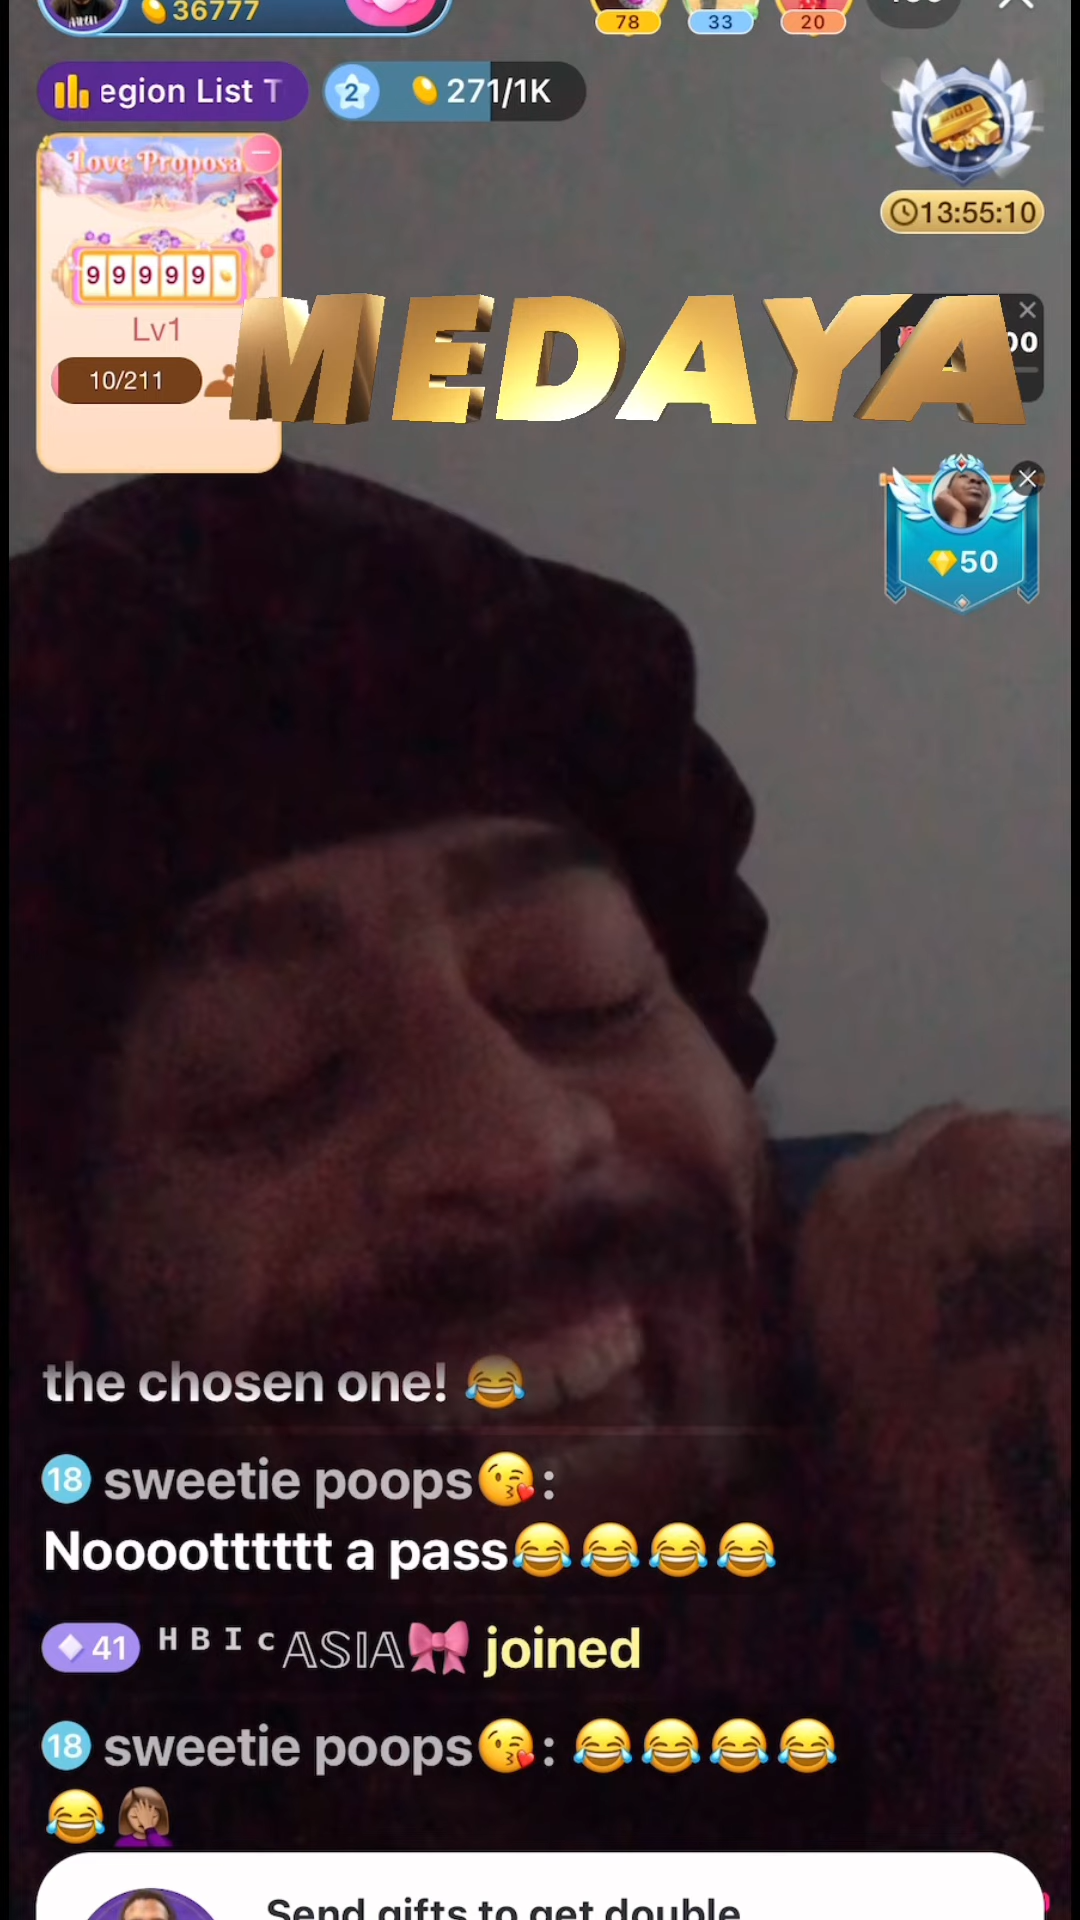 36777
78
33
20
egion List T
2
271/1K
Love Proposa
99999
Lv1
10/211
13:55:10
MEDAYA
00
50
the chosen one! 😂
18 sweetie poops😘:
Noooottttttt a pass😂😂😂😂
41 ᴴᴮᴵᶜ𝔸𝕊𝕀𝔸🎀 joined
18 sweetie poops😘: 😂😂😂😂
😂🤦🏽‍♀️
Send gifts to get double